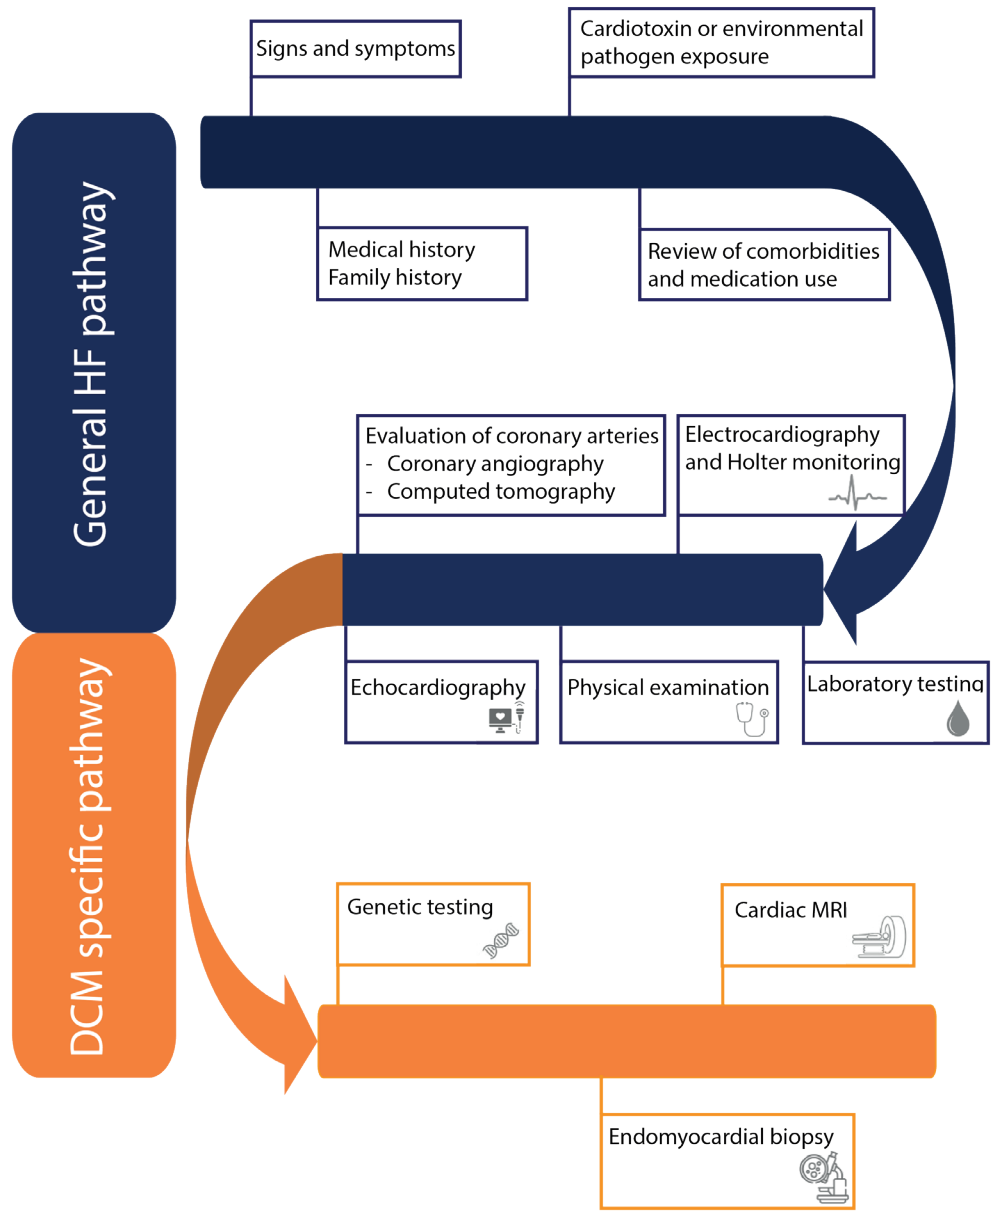 Signs and symptoms
Cardiotoxin or environmental
pathogen exposure
General HF pathway
Medical history
Family history
Review of comorbidities
and medication use
Evaluation of coronary arteries
- Coronary angiography
- Computed tomography
Electrocardiography
and Holter monitoring
Echocardiography
Physical examination
Laboratory testing
DCM specific pathway
Genetic testing
Cardiac MRI
Endomyocardial biopsy